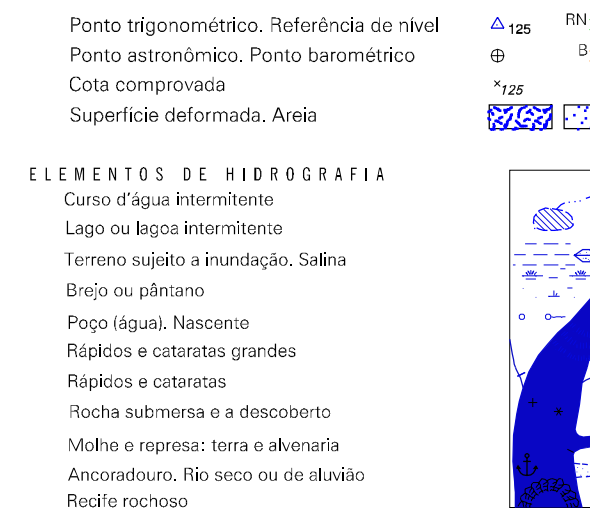 Ponto trigonométrico. Referência de nível △ 125 RN
Ponto astronômico. Ponto barométrico B
Cota comprovada ×125
Superfície deformada. Areia
ELEMENTOS DE HIDROGRAFIA
Curso d'água intermitente
Lago ou lagoa intermitente
Terreno sujeito a inundação. Salina
Brejo ou pântano
Poço (água). Nascente
Rápidos e cataratas grandes
Rápidos e cataratas
Rocha submersa e a descoberto
Molhe e represa: terra e alvenaria
Ancoradouro. Rio seco ou de aluvião
Recife rochoso